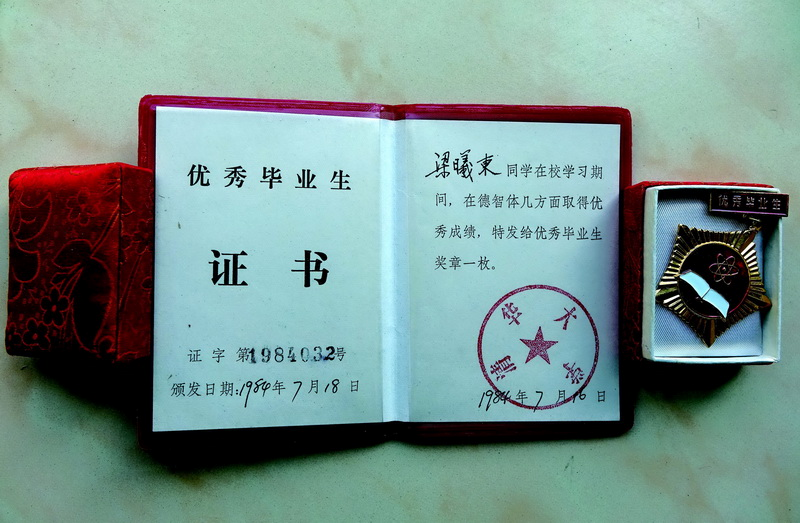 优秀毕业生
证书
证字第1984032号
颁发日期:1984年7月18日
梁曦東同学在校学习期
间，在德智体几方面取得优
秀成绩，特发给优秀毕业生
奖章一枚。
清华大学
1984年7月16日
优秀毕业生